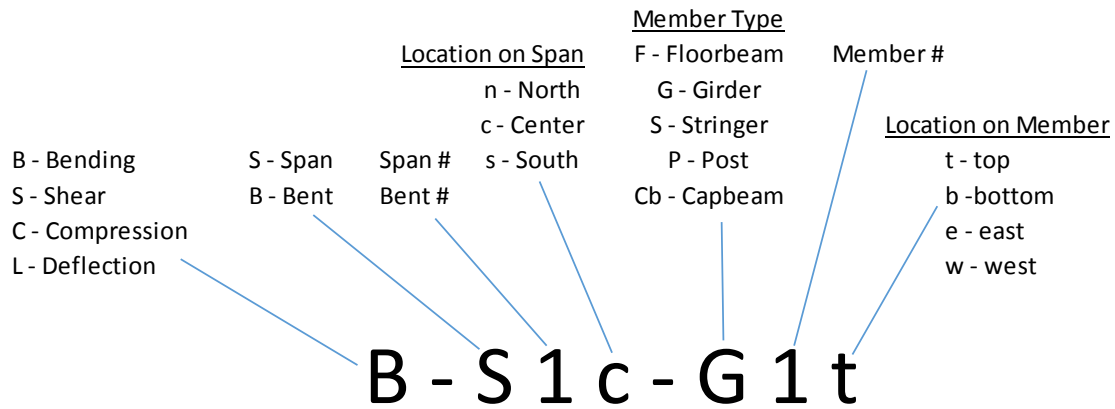 Member Type
Location on Span
F - Floorbeam
Member #
n - North
G - Girder
c - Center
S - Stringer
Location on Member
B - Bending
S - Span
Span #
s - South
P - Post
t - top
S - Shear
B - Bent
Bent #
Cb - Capbeam
b -bottom
C - Compression
e - east
L - Deflection
w - west
B - S 1 c - G 1 t